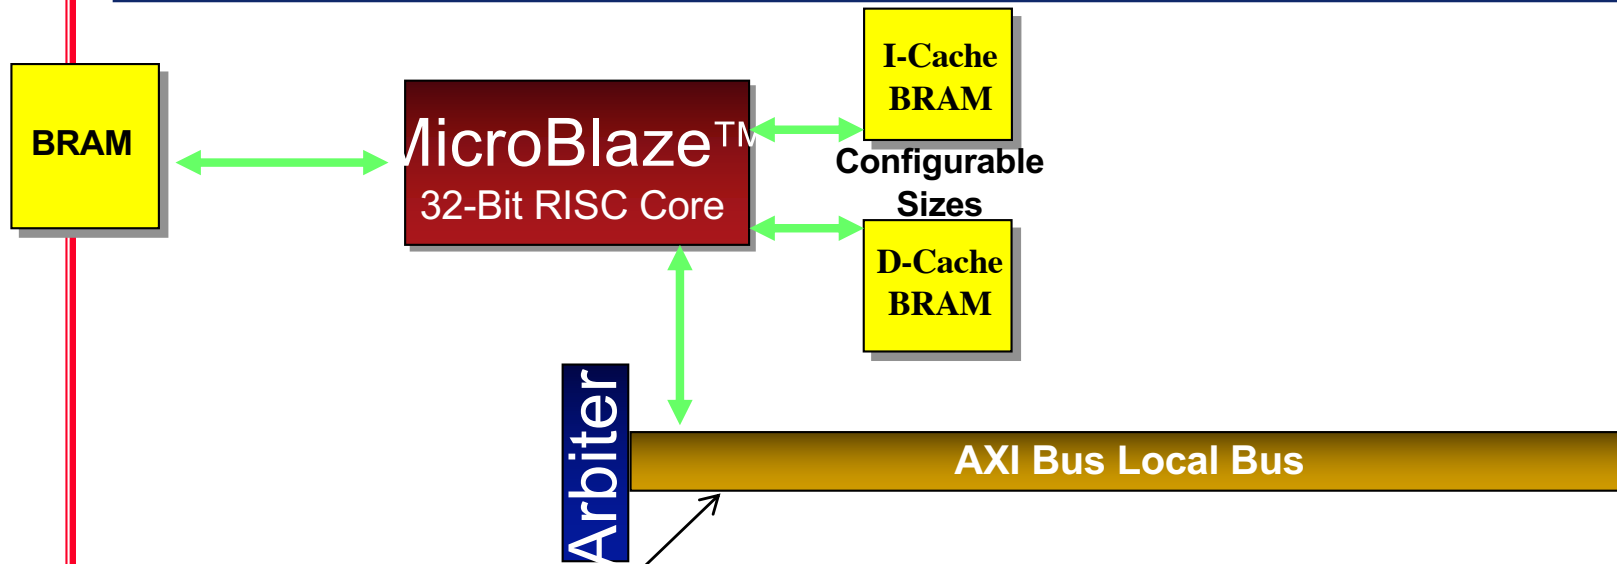 I-Cache
BRAM
BRAM
MicroBlaze™
32-Bit RISC Core
Configurable
Sizes
D-Cache
BRAM
Arbiter
AXI Bus Local Bus